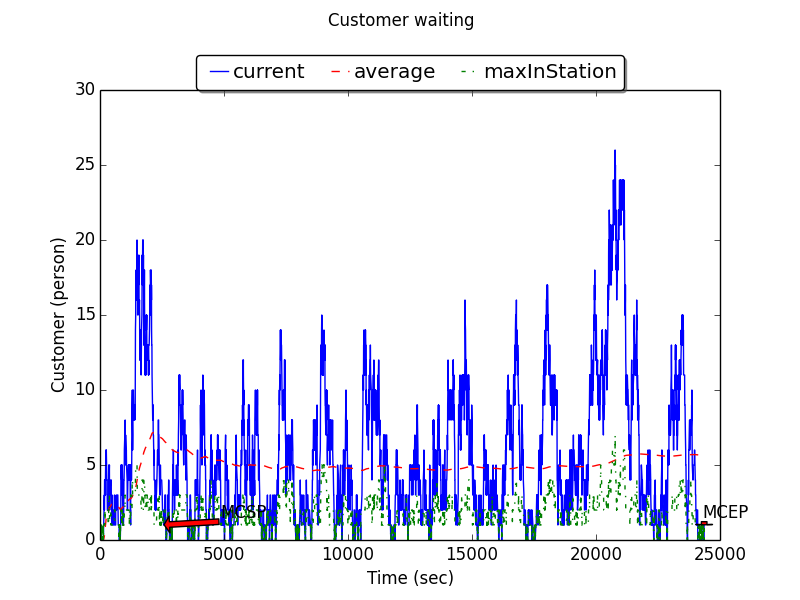 Customer waiting
current average maxInStation
30
25
20
15
10
5
0
Customer (person)
MCSP
MCEP
0 5000 10000 15000 20000 25000
Time (sec)